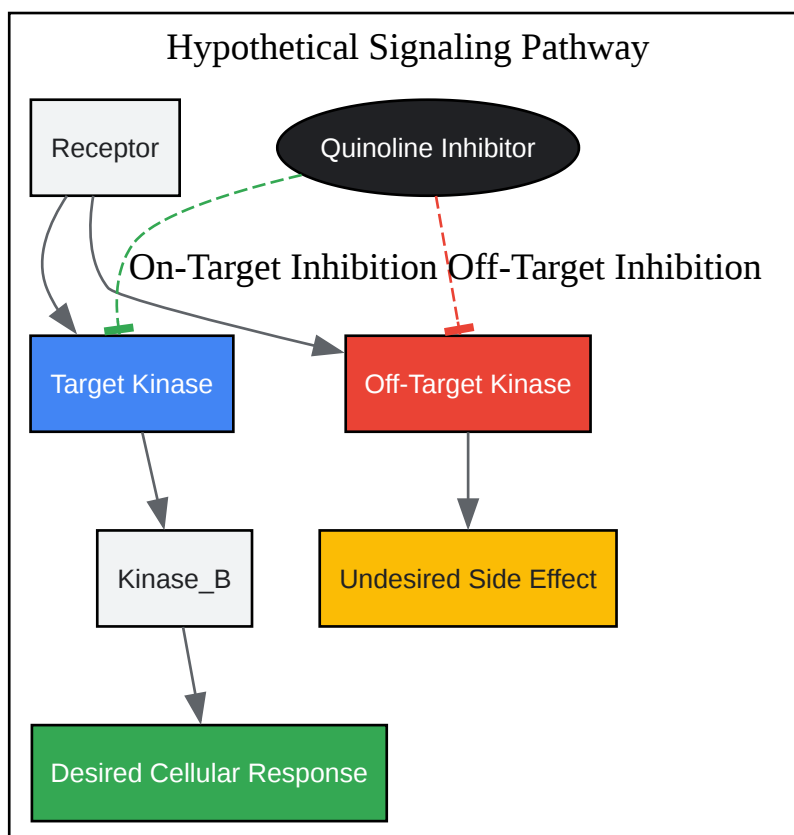 Hypothetical Signaling Pathway
Receptor
Quinoline Inhibitor
On-Target Inhibition
Off-Target Inhibition
Target Kinase
Off-Target Kinase
Kinase_B
Undesired Side Effect
Desired Cellular Response